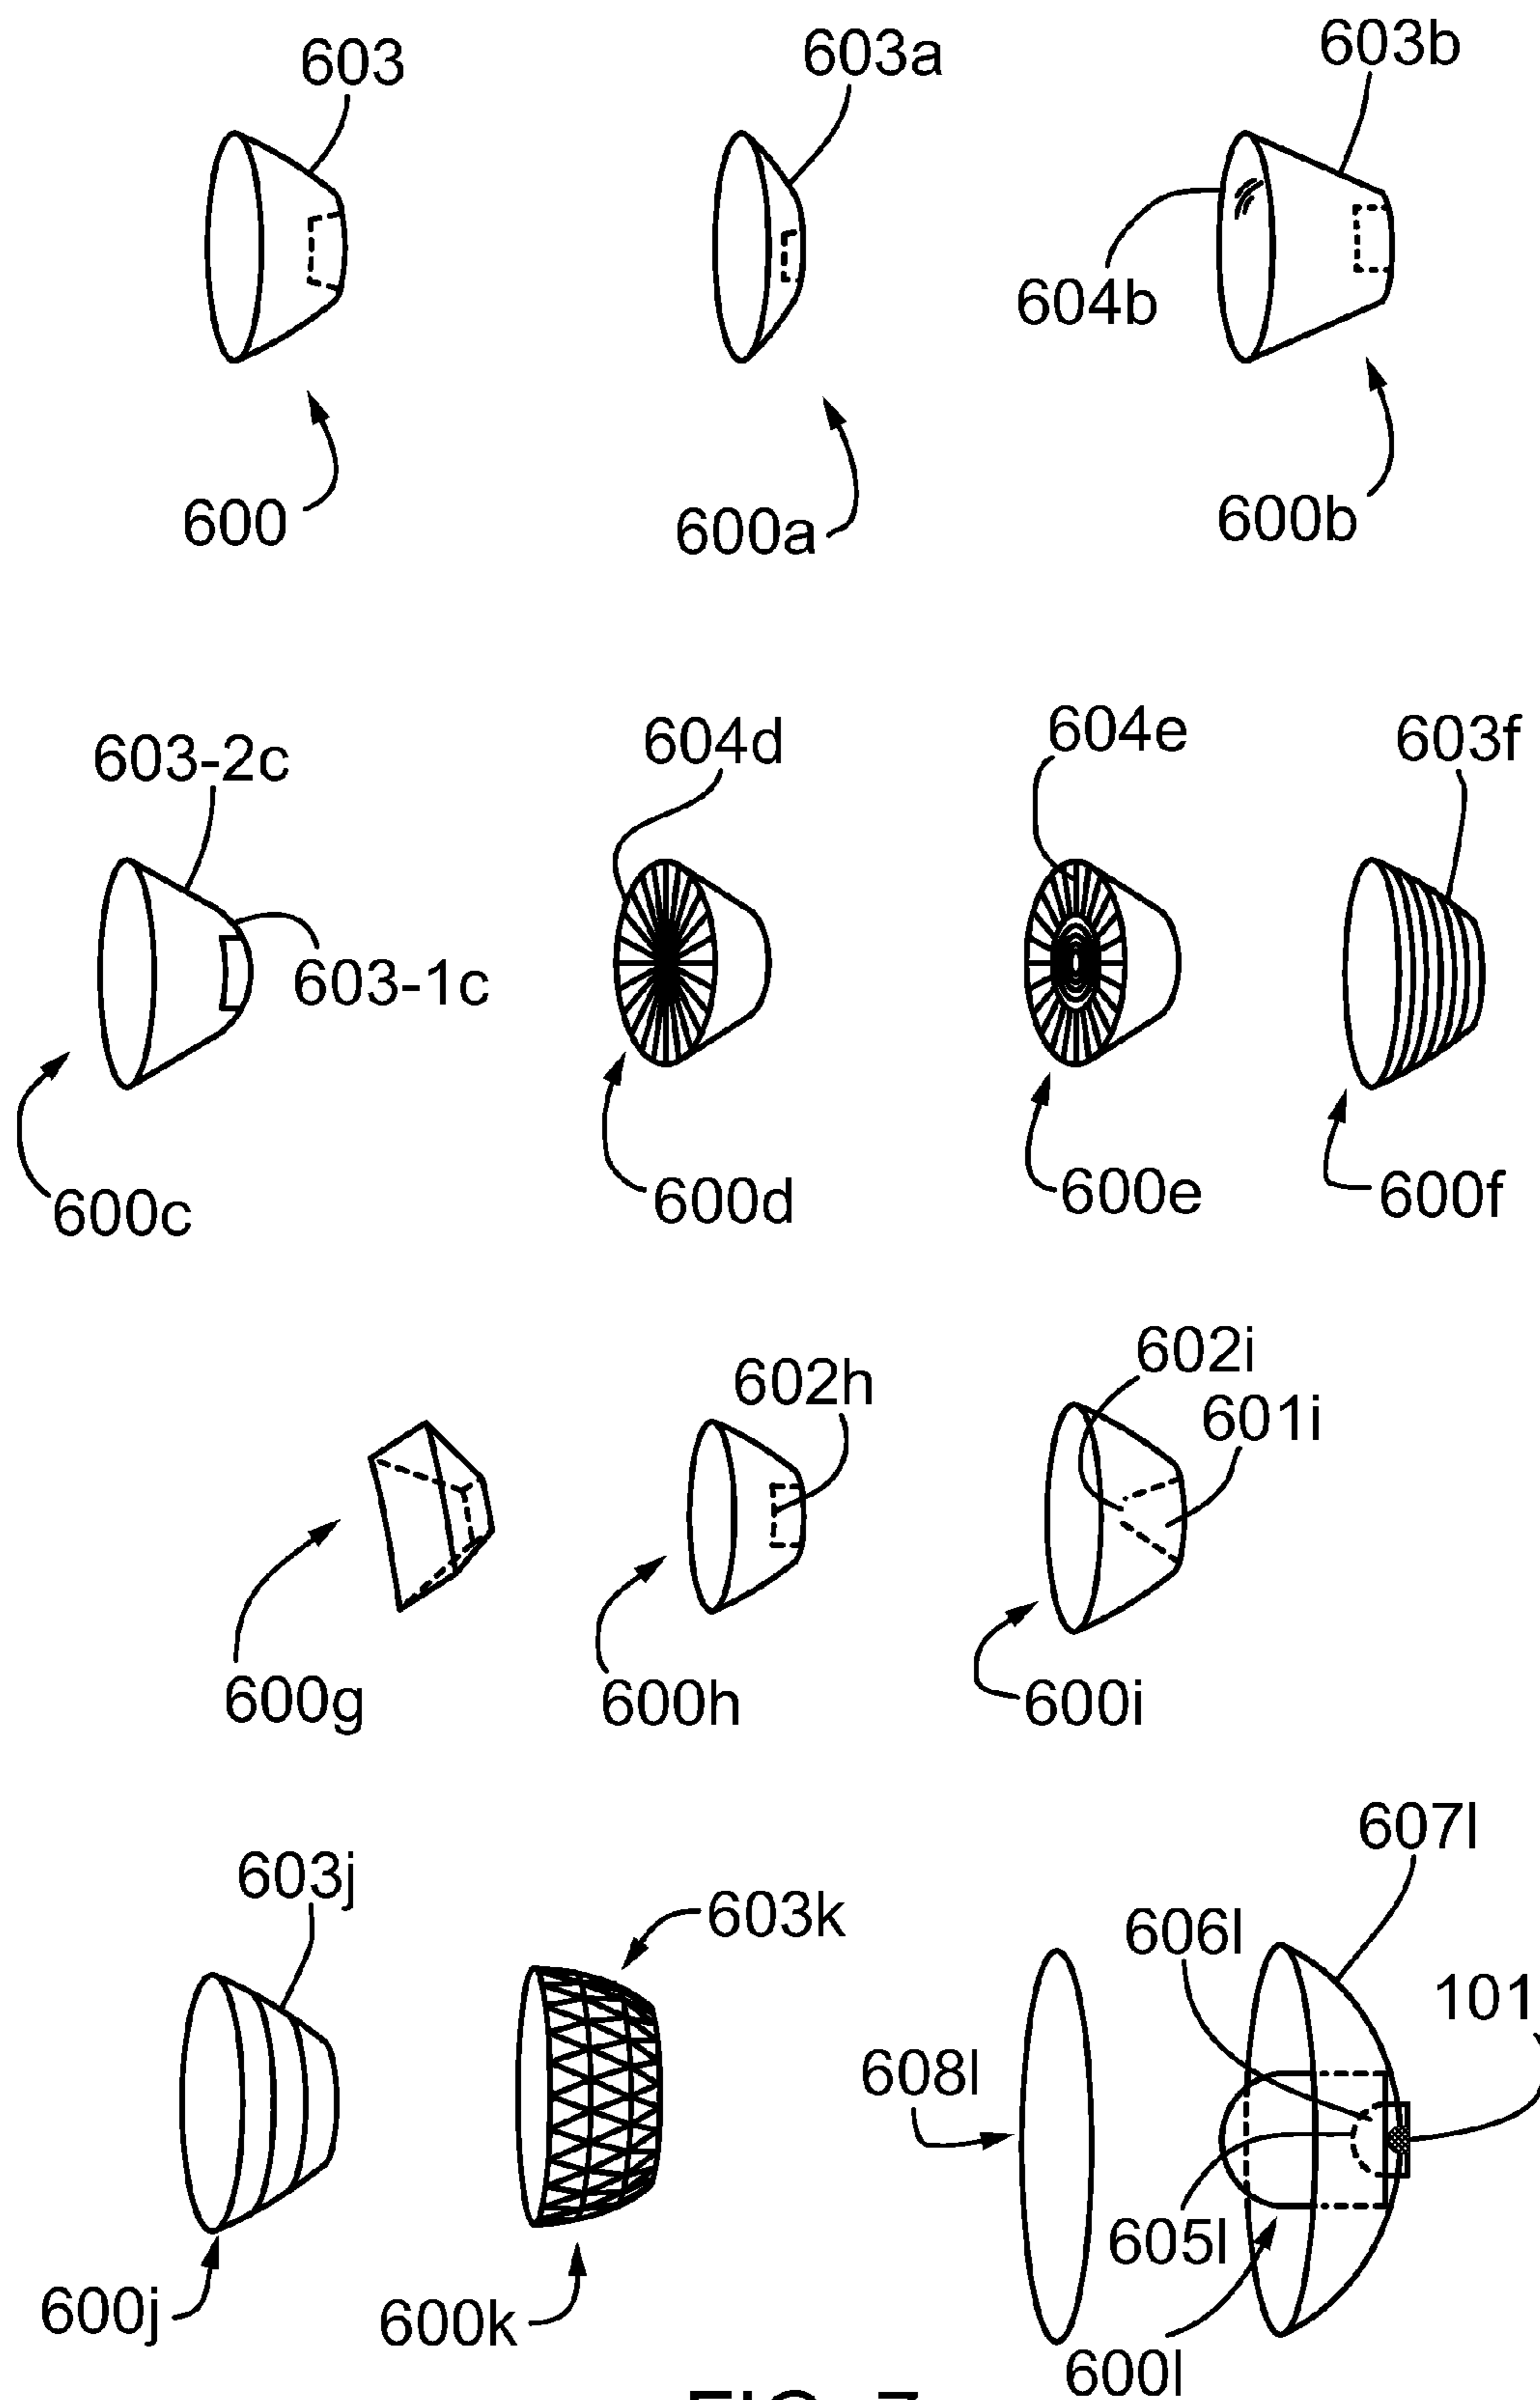 603 603a 603b
604b
600 600a 600b
603-2c 604d 604e 603f
603-1c
600c 600d 600e 600f
602i
602h 601i
600g 600h 600i
607l
603j 603k 606l
101
608l
605l
600j 600k
600l